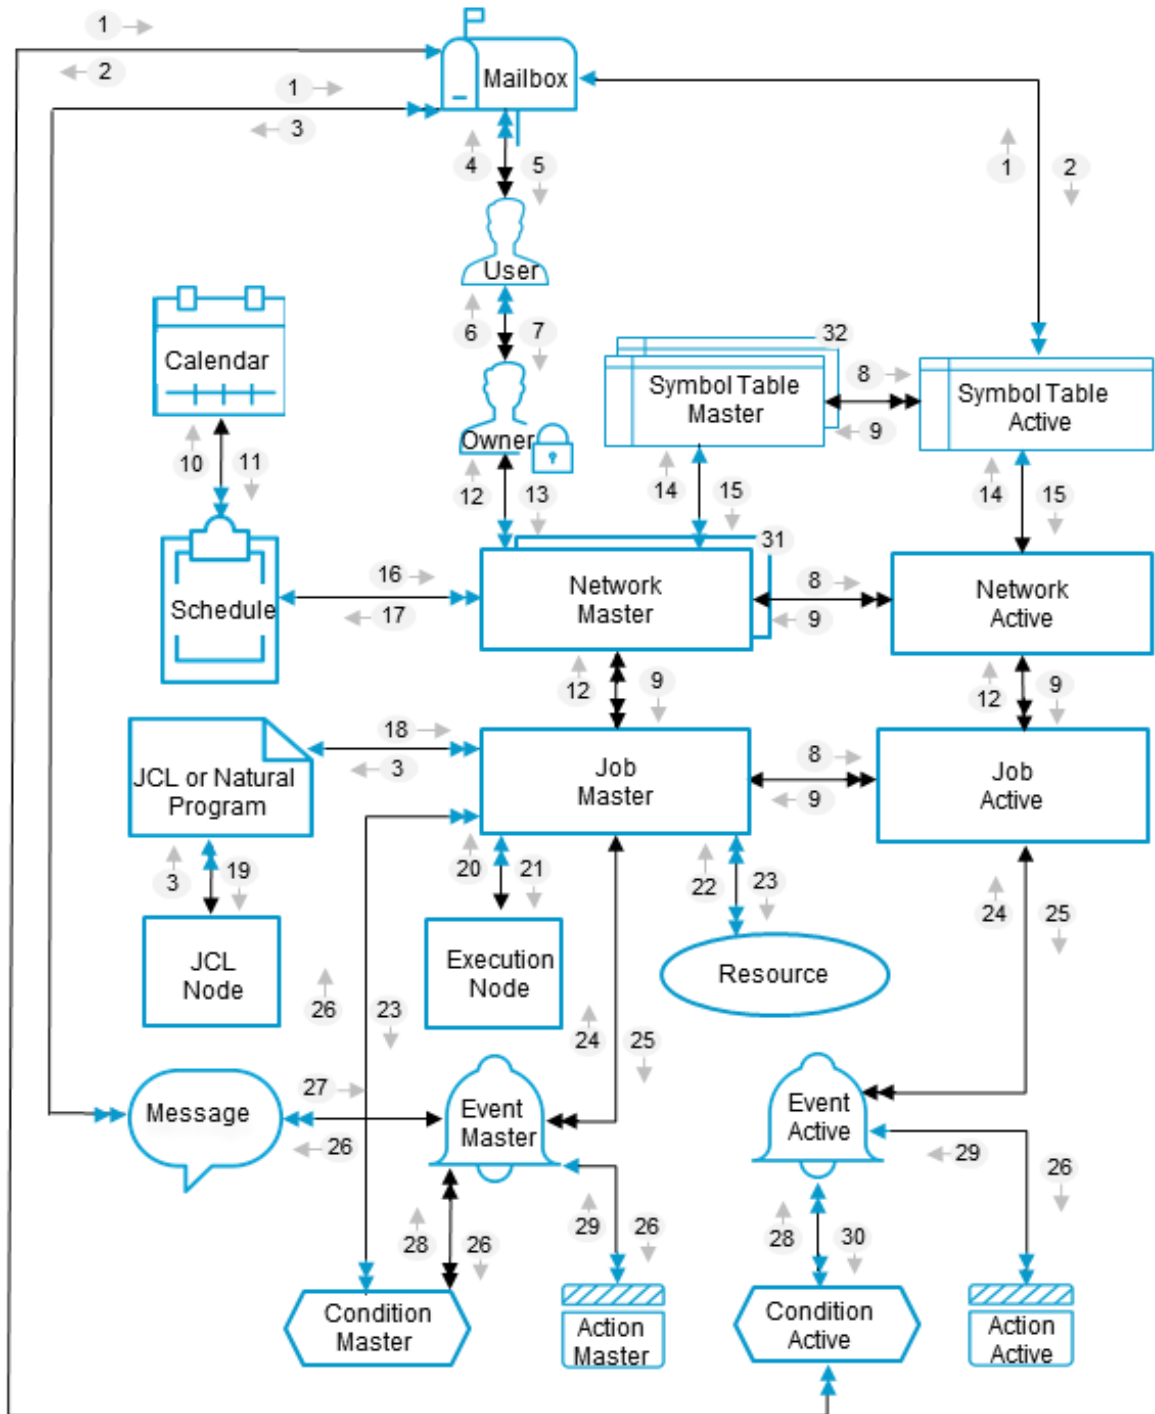 1
2
Mailbox
1
3
4
5
1
2
User
6
7
32
Calendar
Symbol Table
Master
8
Symbol Table
Active
9
Owner
10
11
12
13
14
15
14
15
31
16
Network
Master
8
Network
Active
Schedule
17
9
12
9
12
9
18
JCL or Natural
Program
3
Job
Master
8
9
Job
Active
3
19
20
21
22
23
24
25
JCL
Node
Execution
Node
Resource
26
23
24
25
27
Message
Event
Master
Event
Active
26
29
26
28
26
29
26
28
30
Condition
Master
Action
Master
Condition
Active
Action
Active